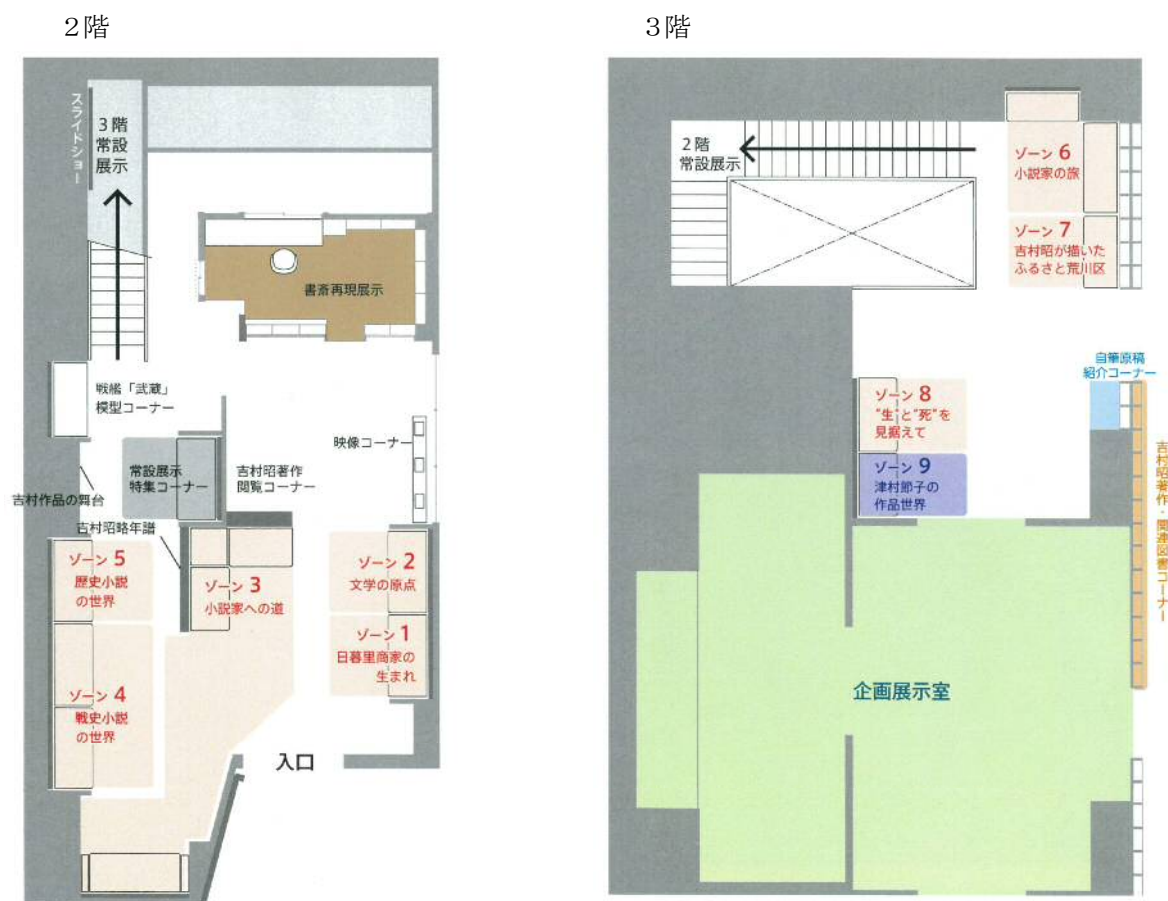 2階
スライドショー
3階
常設
展示
書斎再現展示
戦艦「武蔵」
模型コーナー
映像コーナー
常設展示
特集コーナー
吉村昭著作
閲覧コーナー
吉村作品の舞台
吉村昭略年譜
ゾーン 5
歴史小説
の世界
ゾーン 3
小説家への道
ゾーン 2
文学の原点
ゾーン 1
日暮里商家の
生まれ
ゾーン 4
戦史小説
の世界
入口
3階
2階
常設展示
ゾーン 6
小説家の旅
ゾーン 7
吉村昭が描いた
ふるさと荒川区
自筆原稿
紹介コーナー
ゾーン 8
“生”と“死”を
見据えて
ゾーン 9
津村節子の
作品世界
吉村昭著作・関連図書コーナー
企画展示室